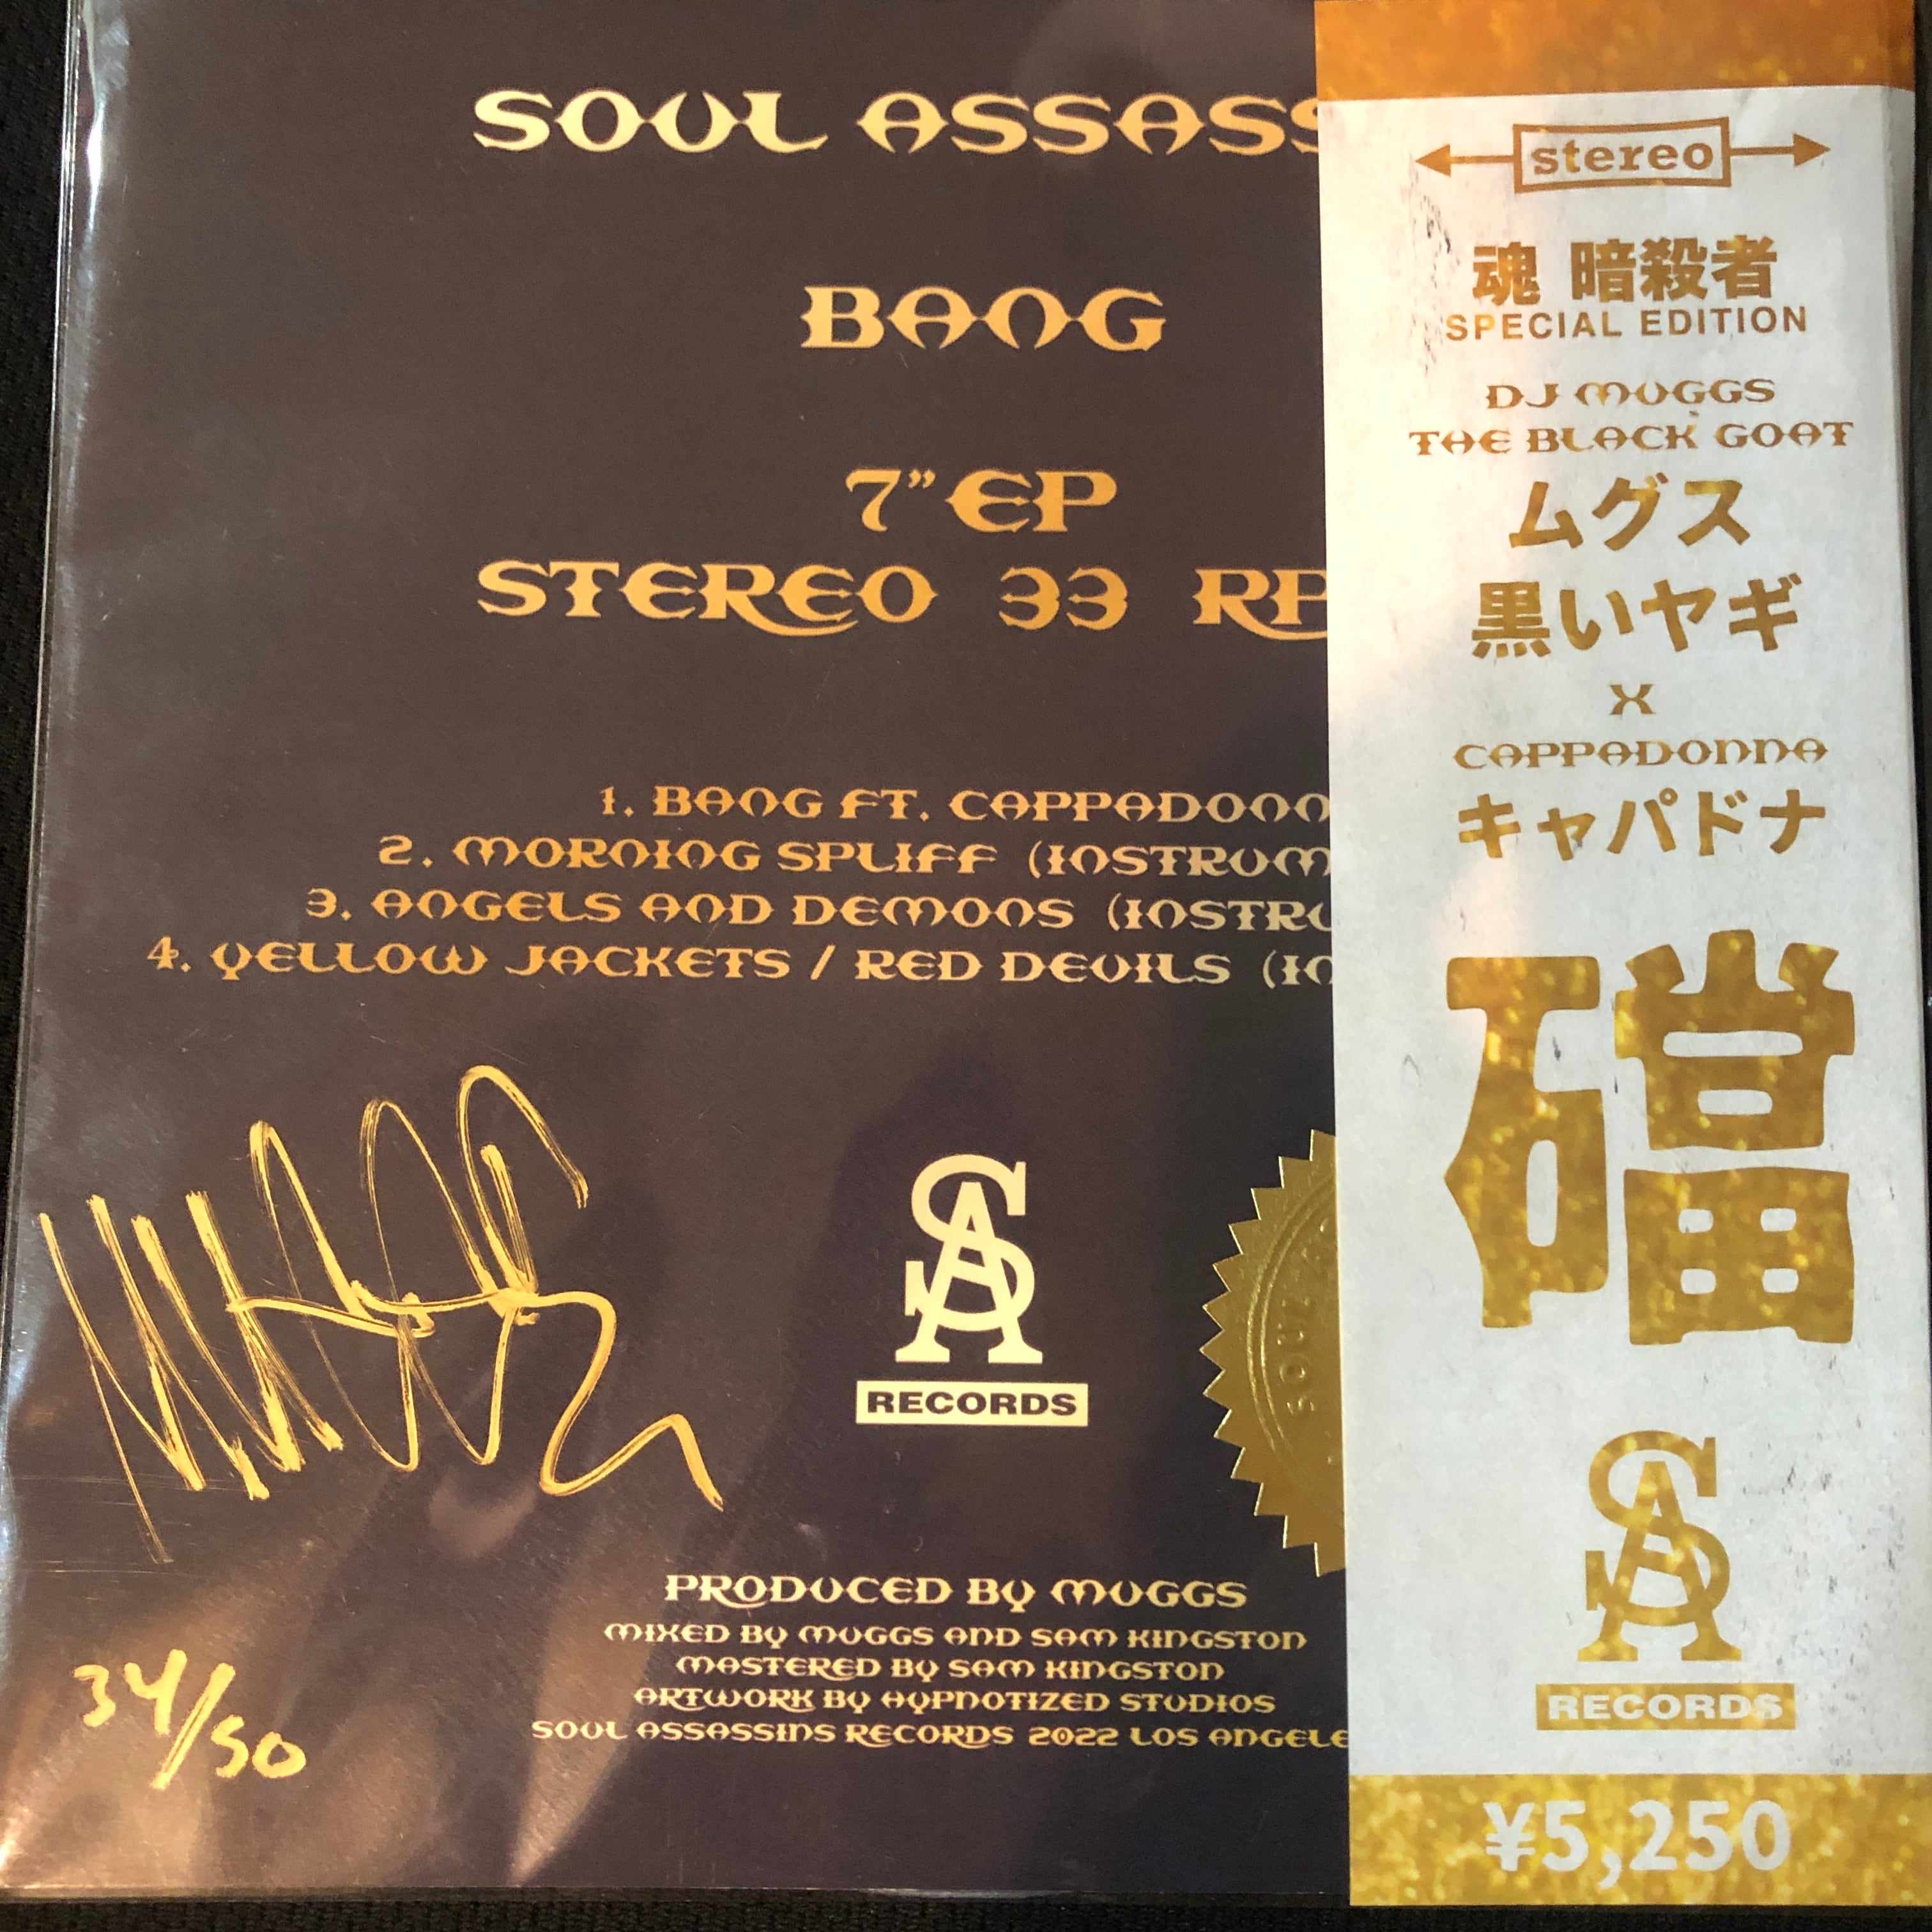 SOUL ASSASS
BANG
7" EP
STEREO 33 RP
1. BANG FT. CAPPADONN
2. MORNING SPLIFF (INSTRUM
3. ANGELS AND DEMONS (INSTRU
4. YELLOW JACKETS / RED DEVILS (IN
SA
RECORDS
SOUL AS
34/50
PRODUCED BY MUGGS
MIXED BY MUGGS AND SAM KINGSTON
MASTERED BY SAM KINGSTON
ARTWORK BY HYPNOTIZED STUDIOS
SOUL ASSASSINS RECORDS 2022 LOS ANGELE
stereo
魂 暗殺者
SPECIAL EDITION
DJ MUGGS
THE BLACK GOAT
ムグス
黒いヤギ
X
CAPPADONNA
キャパドナ
礑
SA
RECORDS
¥5,250